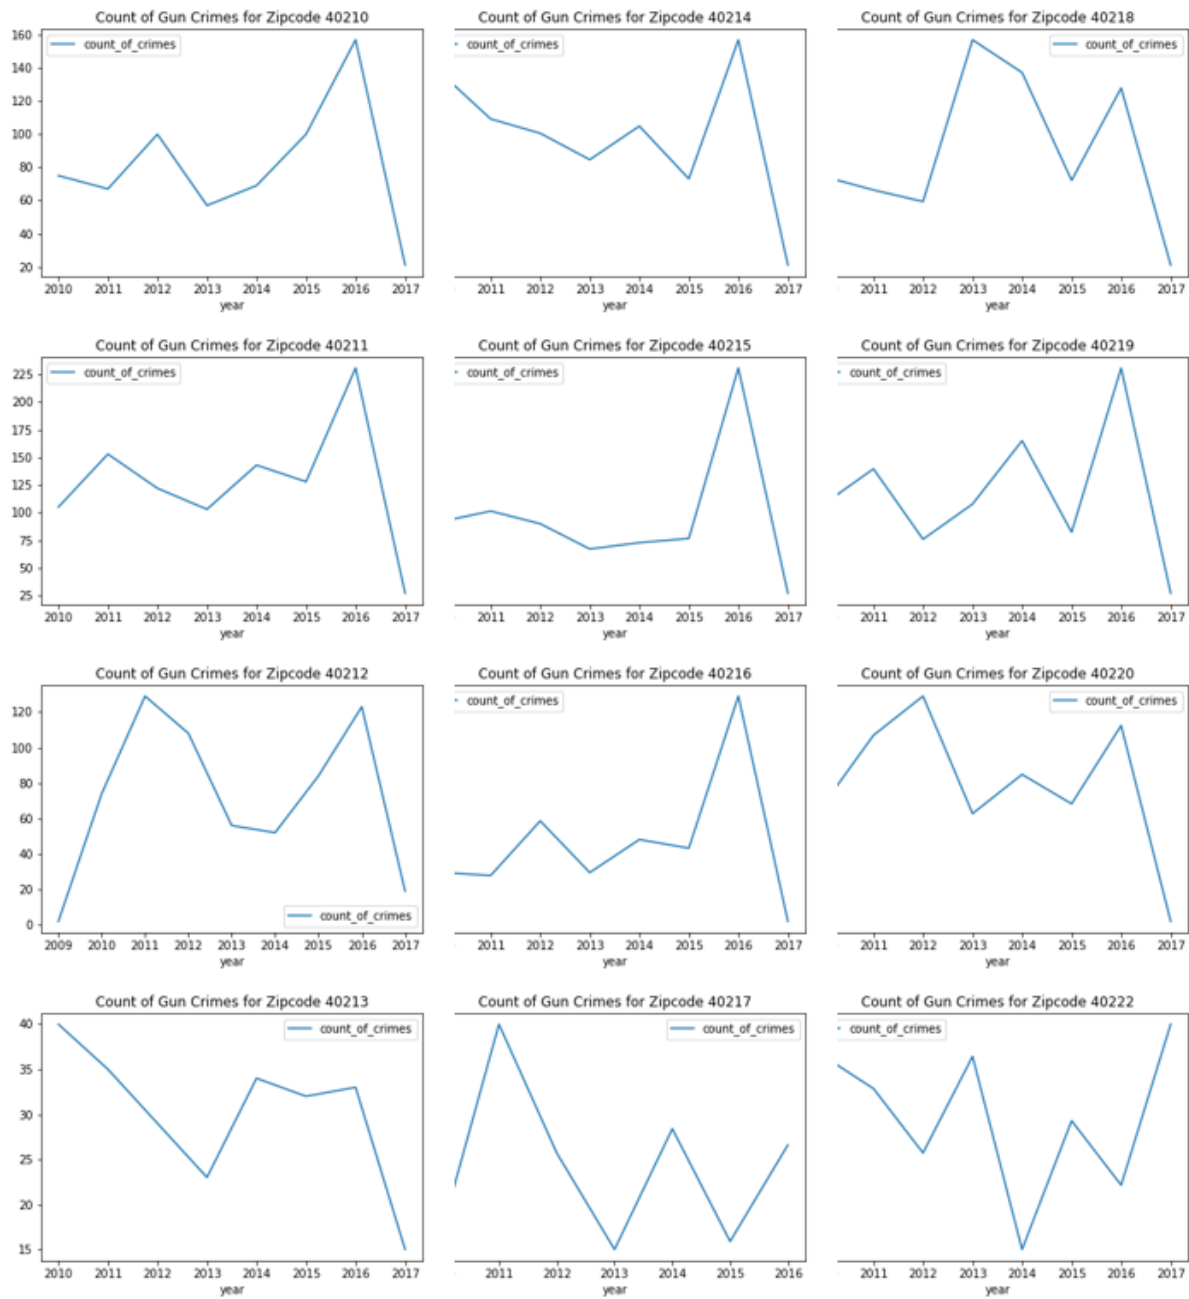 Count of Gun Crimes for Zipcode 40210
count_of_crimes
160
140
120
100
80
60
40
20
2010 2011 2012 2013 2014 2015 2016 2017
year
Count of Gun Crimes for Zipcode 40214
count_of_crimes
2011 2012 2013 2014 2015 2016 2017
year
Count of Gun Crimes for Zipcode 40218
count_of_crimes
2011 2012 2013 2014 2015 2016 2017
year
Count of Gun Crimes for Zipcode 40211
count_of_crimes
225
200
175
150
125
100
75
50
25
2010 2011 2012 2013 2014 2015 2016 2017
year
Count of Gun Crimes for Zipcode 40215
count_of_crimes
2011 2012 2013 2014 2015 2016 2017
year
Count of Gun Crimes for Zipcode 40219
count_of_crimes
2011 2012 2013 2014 2015 2016 2017
year
Count of Gun Crimes for Zipcode 40212
120
100
80
60
40
20
0
count_of_crimes
2009 2010 2011 2012 2013 2014 2015 2016 2017
year
Count of Gun Crimes for Zipcode 40216
count_of_crimes
2011 2012 2013 2014 2015 2016 2017
year
Count of Gun Crimes for Zipcode 40220
count_of_crimes
2011 2012 2013 2014 2015 2016 2017
year
Count of Gun Crimes for Zipcode 40213
count_of_crimes
40
35
30
25
20
15
2010 2011 2012 2013 2014 2015 2016 2017
year
Count of Gun Crimes for Zipcode 40217
count_of_crimes
2011 2012 2013 2014 2015 2016
year
Count of Gun Crimes for Zipcode 40222
count_of_crimes
2011 2012 2013 2014 2015 2016 2017
year